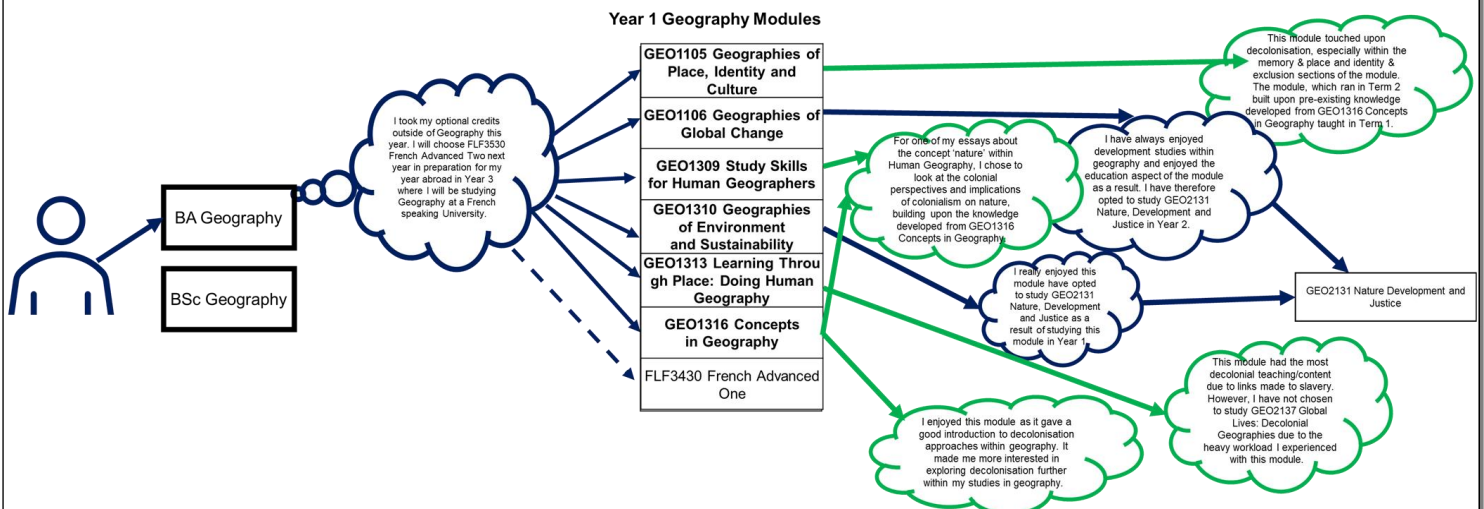 Year 1 Geography Modules
BA Geography
BSc Geography
I took my optional credits
outside of Geography this
year. I will choose FLF3530
French Advanced Two next
year in preparation for my
year abroad in Year 3
where I will be studying
Geography at a French
speaking University.
GEO1105 Geographies of
Place, Identity and
Culture
GEO1106 Geographies of
Global Change
GEO1309 Study Skills
for Human Geographers
GEO1310 Geographies
of Environment
and Sustainability
GEO1313 Learning Throu
gh Place: Doing Human
Geography
GEO1316 Concepts
in Geography
FLF3430 French Advanced
One
This module touched upon
decolonisation, especially within the
memory & place and identity &
exclusion sections of the module.
The module, which ran in Term 2
built upon pre-existing knowledge
developed from GEO1316 Concepts
in Geography taught in Term 1.
For one of my essays about
the concept 'nature' within
Human Geography, I chose to
look at the colonial
perspectives and implications
of colonialism on nature,
building upon the knowledge
developed from GEO1316
Concepts in Geography
I have always enjoyed
development studies within
geography and enjoyed the
education aspect of the module
as a result. I have therefore
opted to study GEO2131
Nature, Development and
Justice in Year 2.
I really enjoyed this
module have opted
to study GEO2131
Nature, Development
and Justice as a
result of studying this
module in Year 1
GEO2131 Nature Development and
Justice
This module had the most
decolonial teaching/content
due to links made to slavery.
However, I have not chosen
to study GEO2137 Global
Lives: Decolonial
Geographies due to the
heavy workload I experienced
with this module.
I enjoyed this module as it gave a
good introduction to decolonisation
approaches within geography. It
made me more interested in
exploring decolonisation further
within my studies in geography.